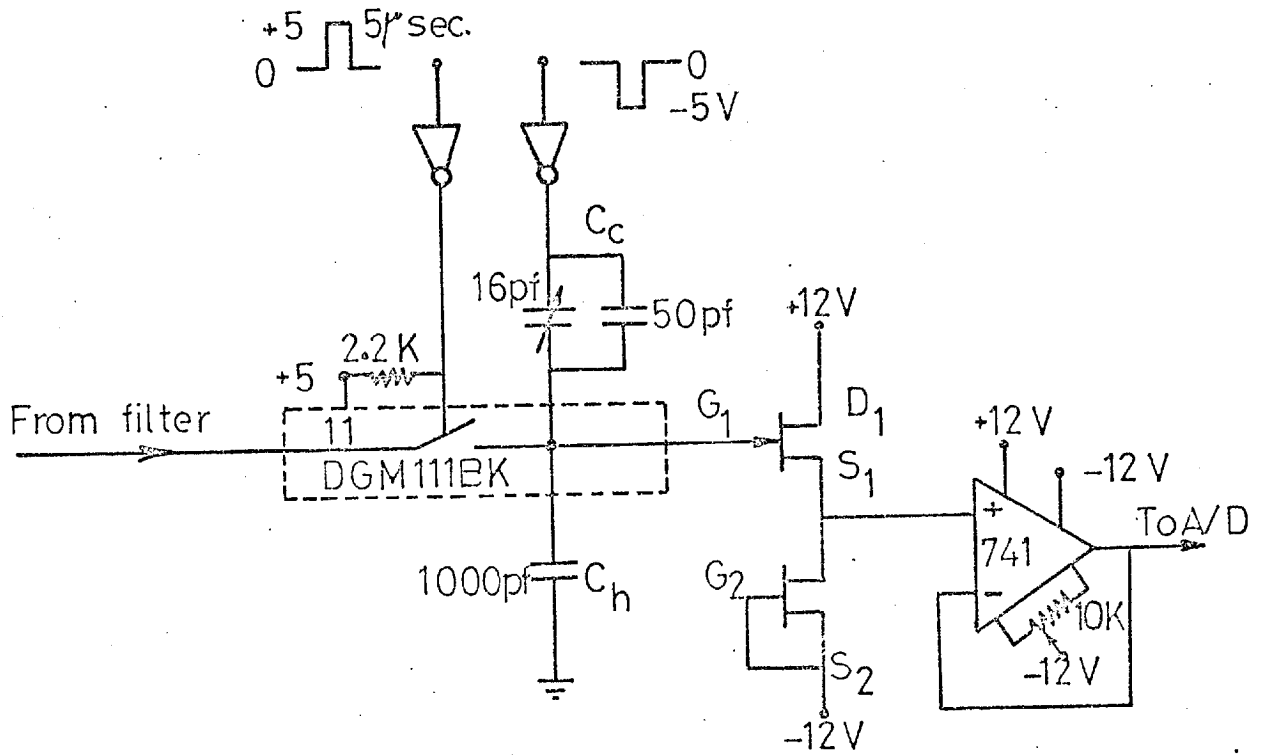 +5
5μsec.
0
0
-5V
Cc
16pf
50pf
+12V
2.2K
+5
From filter
11
G1
D1
DGM111BK
S1
+12V
-12V
To A/D
+
741
-
10K
-12V
1000pf
Ch
G2
S2
-12V